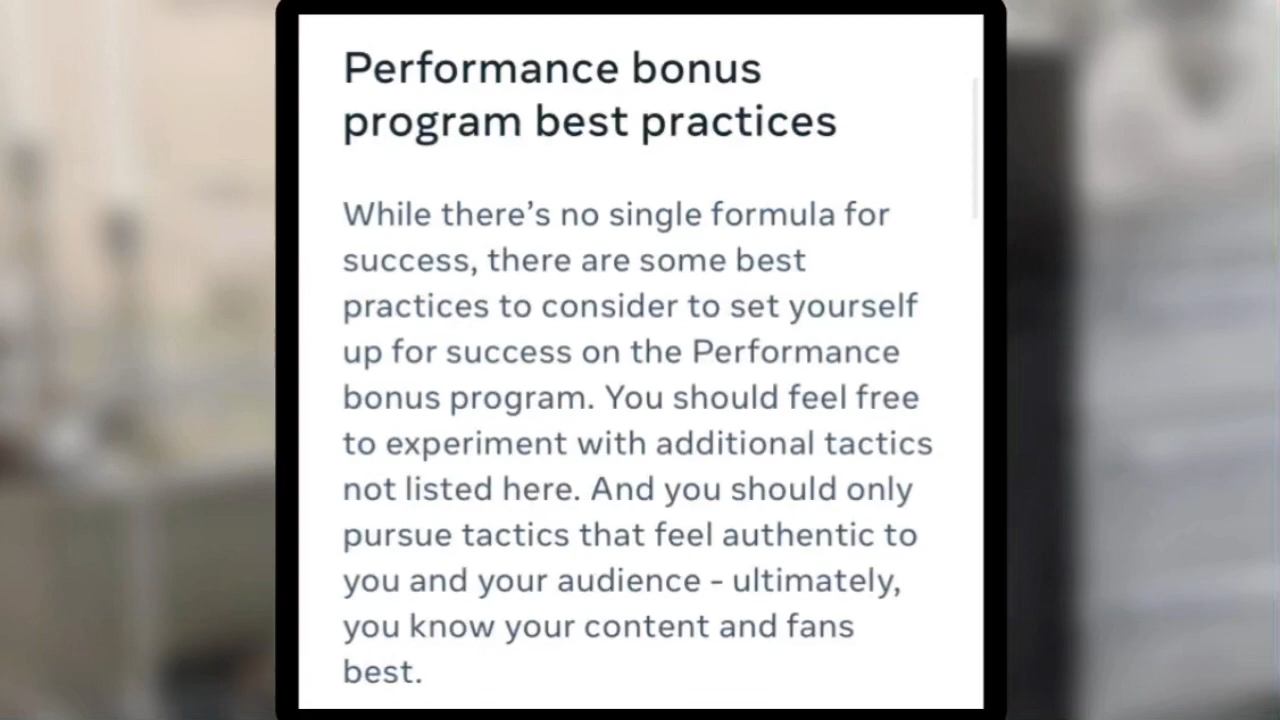 Performance bonus
program best practices
While there’s no single formula for
success, there are some best
practices to consider to set yourself
up for success on the Performance
bonus program. You should feel free
to experiment with additional tactics
not listed here. And you should only
pursue tactics that feel authentic to
you and your audience - ultimately,
you know your content and fans
best.